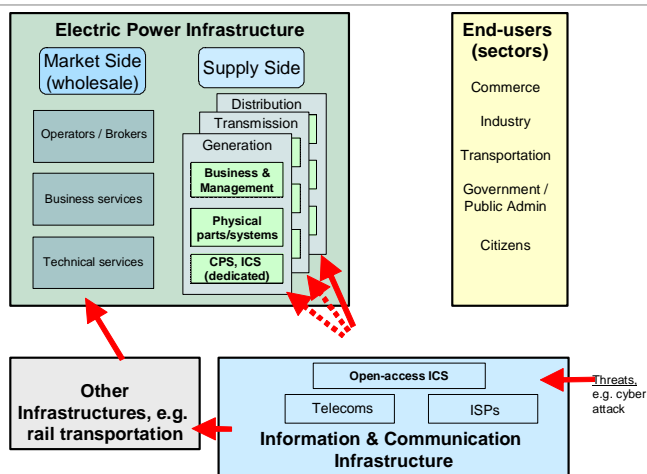 Electric Power Infrastructure
Market Side
(wholesale)
Supply Side
Operators / Brokers
Business services
Technical services
Distribution
Transmission
Generation
Business &
Management
Physical
parts/systems
CPS, ICS
(dedicated)
End-users
(sectors)
Commerce
Industry
Transportation
Government /
Public Admin
Citizens
Other
Infrastructures, e.g.
rail transportation
Open-access ICS
Telecoms
ISPs
Information & Communication
Infrastructure
Threats,
e.g. cyber
attack